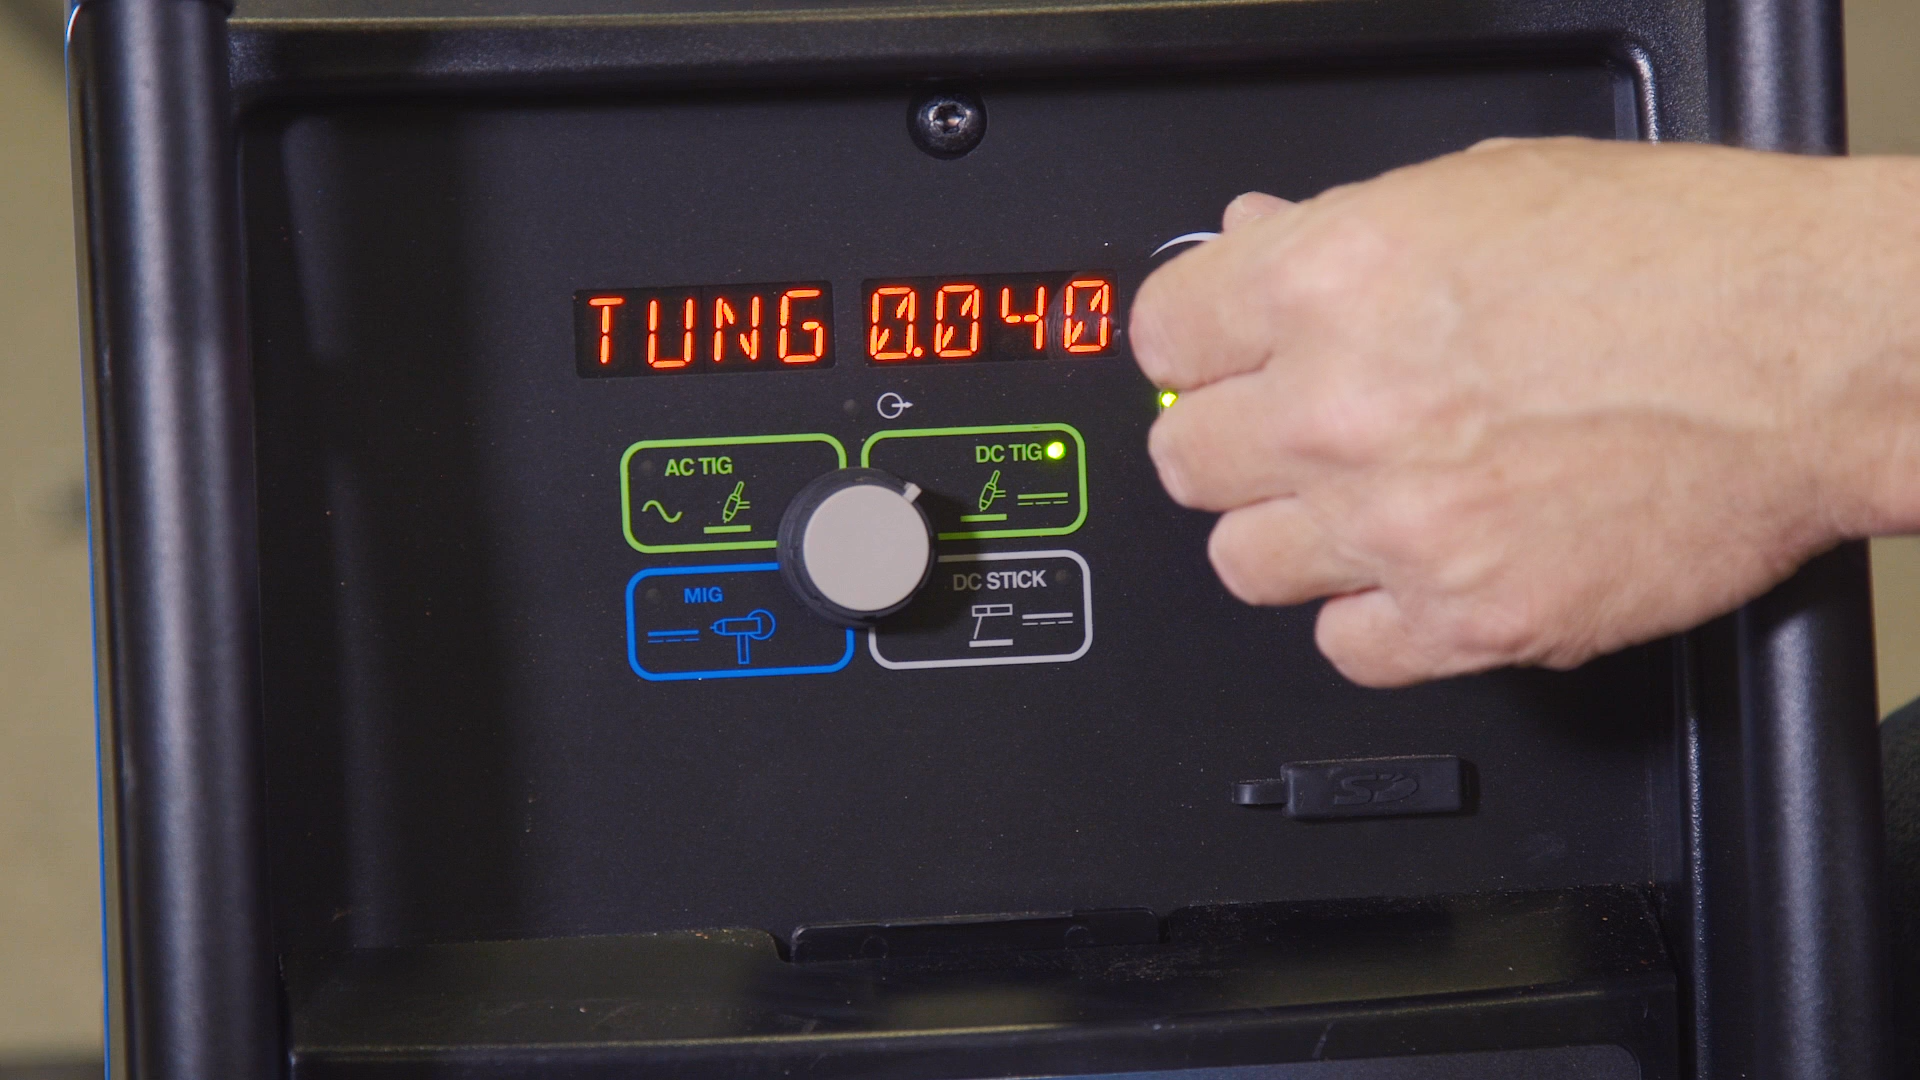 TUNG 0.040
AC TIG
DC TIG
MIG
DC STICK
SD